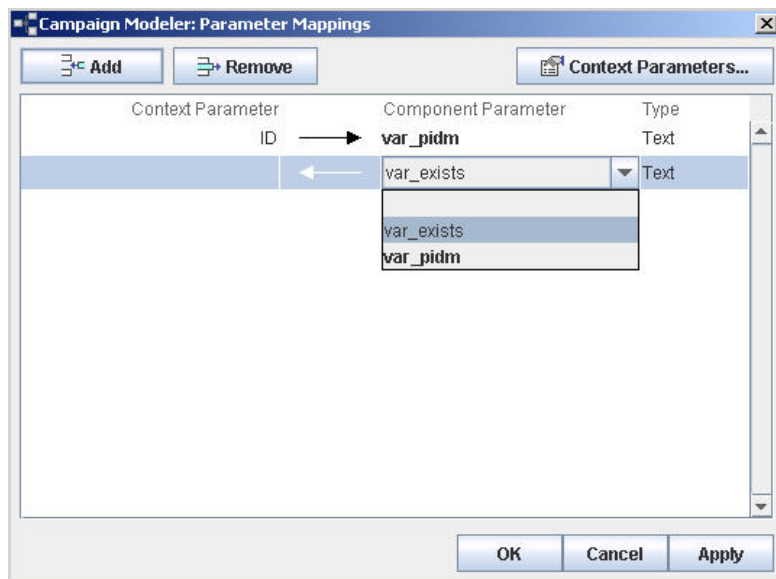 Campaign Modeler: Parameter Mappings
Add Remove Context Parameters...
Context Parameter Component Parameter Type
ID var_pidm Text
var_exists Text
var_exists
var_pidm
OK Cancel Apply